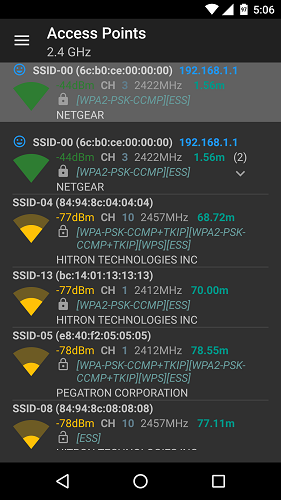 5:06
Access Points
2.4 GHz
SSID-00 (6c:b0:ce:00:00:00) 192.168.1.1
-44dBm CH 3 2422MHz 1.56m
[WPA2-PSK-CCMP][ESS]
NETGEAR
SSID-00 (6c:b0:ce:00:00:00) 192.168.1.1
-44dBm CH 3 2422MHz 1.56m (2)
[WPA2-PSK-CCMP][ESS]
NETGEAR
SSID-04 (84:94:8c:04:04:04)
-77dBm CH 10 2457MHz 68.72m
[WPA-PSK-CCMP+TKIP][WPA2-PSK-
CCMP+TKIP][WPS][ESS]
HITRON TECHNOLOGIES INC
SSID-13 (bc:14:01:13:13:13)
-77dBm CH 1 2412MHz 70.00m
[WPA2-PSK-CCMP][ESS]
HITRON TECHNOLOGIES INC
SSID-05 (e8:40:f2:05:05:05)
-78dBm CH 1 2412MHz 78.55m
[WPA-PSK-CCMP+TKIP][WPA2-PSK-
CCMP+TKIP][WPS][ESS]
PEGATRON CORPORATION
SSID-08 (84:94:8c:08:08:08)
-78dBm CH 10 2457MHz 77.11m
[ESS]
HITRON TECHNOLOGIES INC